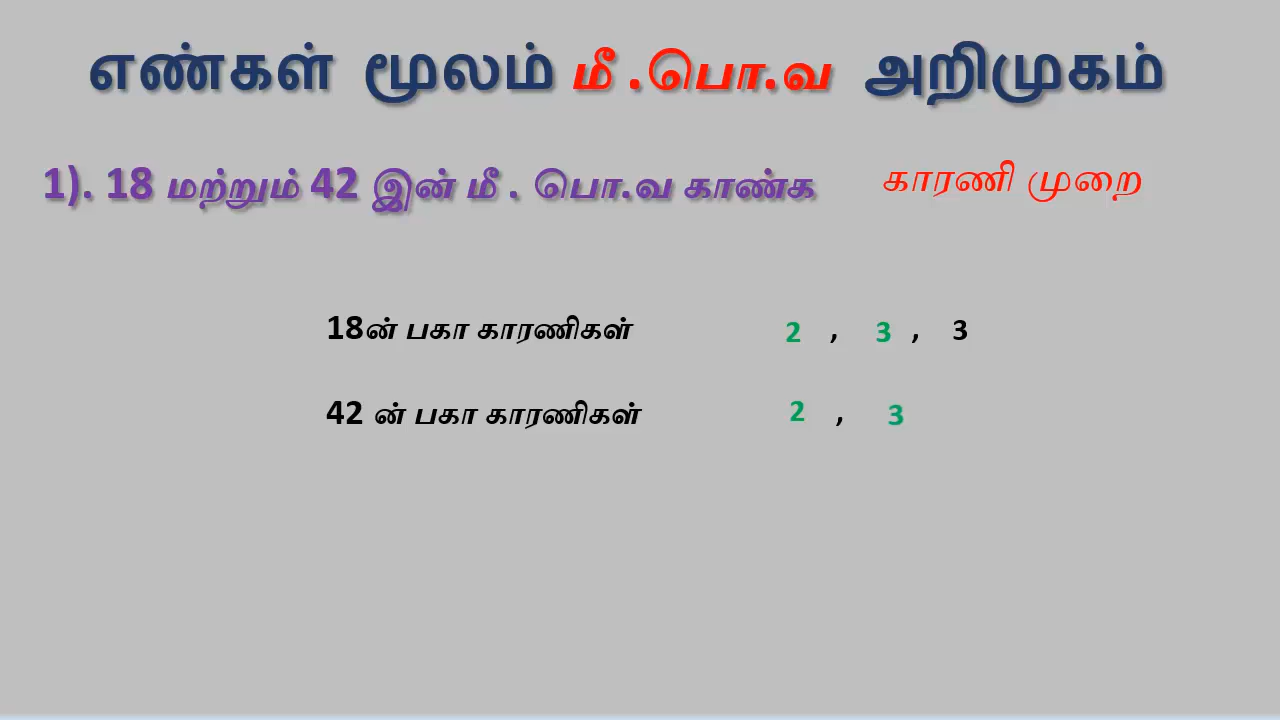 எண்கள் மூலம் மீ .பொ.வ அறிமுகம்
1). 18 மற்றும் 42 இன் மீ . பொ.வ காண்க காரணி முறை
18ன் பகா காரணிகள் 2 , 3 , 3
42 ன் பகா காரணிகள் 2 , 3